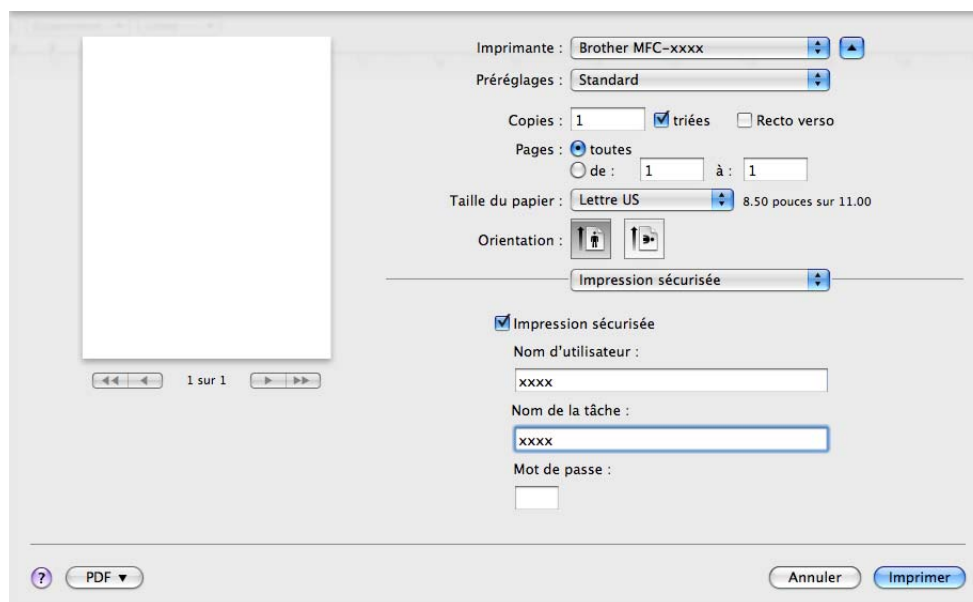 Imprimante : Brother MFC-xxxx
Préréglages : Standard
Copies : 1 triées Recto verso
Pages : toutes
de : 1 à : 1
Taille du papier : Lettre US 8.50 pouces sur 11.00
Orientation :
Impression sécurisée
Impression sécurisée
Nom d'utilisateur :
xxxx
Nom de la tâche :
xxxx
Mot de passe :
1 sur 1
? PDF Annuler Imprimer